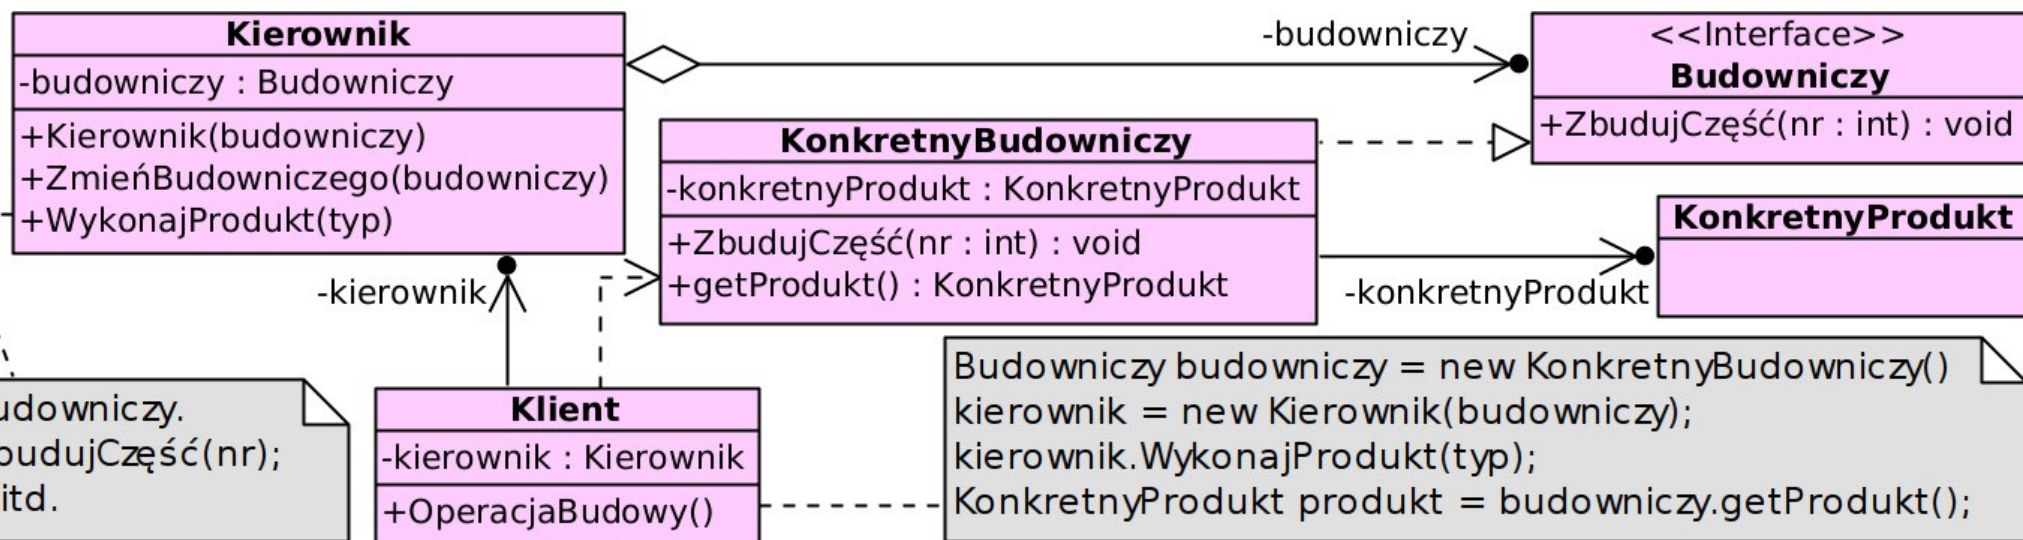 Kierownik
-budowniczy : Budowniczy
+Kierownik(budowniczy)
+ZmieńBudowniczego(budowniczy)
+WykonajProdukt(typ)
-budowniczy
<<Interface>>
Budowniczy
+ZbudujCzęść(nr : int) : void
KonkretnyBudowniczy
-konkretnyProdukt : KonkretnyProdukt
+ZbudujCzęść(nr : int) : void
+getProdukt() : KonkretnyProdukt
KonkretnyProdukt
-konkretnyProdukt
-kierownik
udowniczy.
budujCzęść(nr);
itd.
Klient
-kierownik : Kierownik
+OperacjaBudowy()
Budowniczy budowniczy = new KonkretnyBudowniczy()
kierownik = new Kierownik(budowniczy);
kierownik.WykonajProdukt(typ);
KonkretnyProdukt produkt = budowniczy.getProdukt();